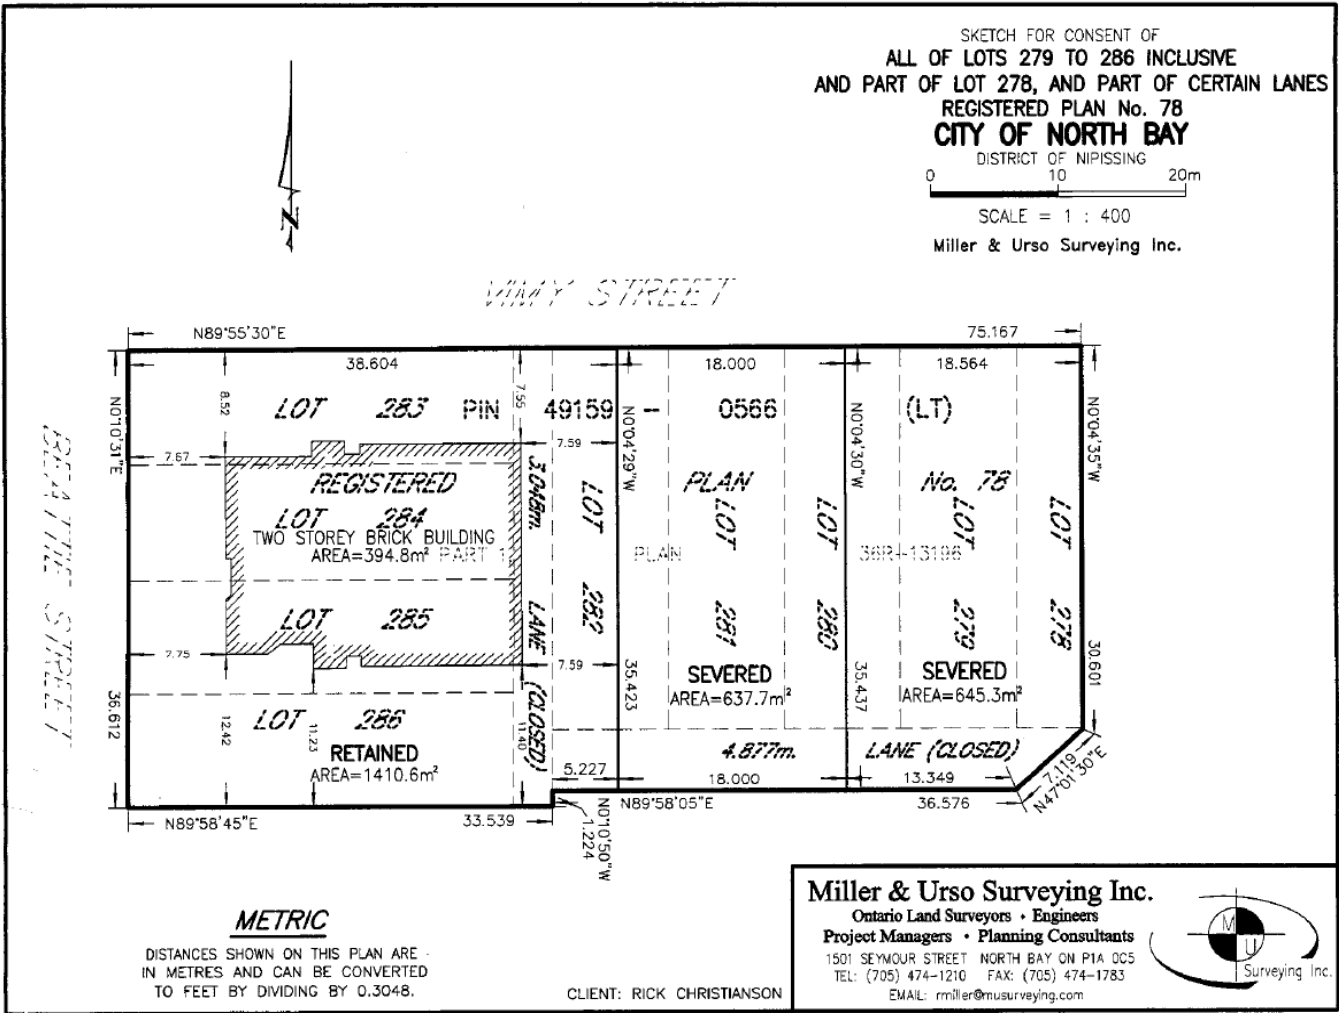 SKETCH FOR CONSENT OF
ALL OF LOTS 279 TO 286 INCLUSIVE
AND PART OF LOT 278, AND PART OF CERTAIN LANES
REGISTERED PLAN No. 78
CITY OF NORTH BAY
DISTRICT OF NIPISSING
0 10 20m
SCALE = 1 : 400
Miller & Urso Surveying Inc.
N
VIMY STREET
N89°55'30"E 75.167
38.604 18.000 18.564
8.52
7.55
LOT 283 PIN 49159 - 0566 (LT)
N0°10'31"E
N0°04'29"W
N0°04'30"W
N0°04'35"W
7.67
7.59
BEATTIE STREET
REGISTERED PLAN No. 78
LOT 284
TWO STOREY BRICK BUILDING
AREA=394.8m² PART 1
PLAN 36R-13196
3.048m. LANE (CLOSED)
LOT 282
LOT 281
LOT 280
LOT 279
LOT 278
LOT 285
7.75
7.59
36.612
35.423
35.437
30.601
SEVERED
AREA=637.7m²
SEVERED
AREA=645.3m²
LOT 286
12.42
11.23
11.40
RETAINED
AREA=1410.6m²
4.877m. LANE (CLOSED)
5.227 18.000 13.349
7.119
N47°01'30"E
N89°58'45"E 33.539
N89°58'05"E 36.576
N0°10'50"W
1.224
METRIC
DISTANCES SHOWN ON THIS PLAN ARE
IN METRES AND CAN BE CONVERTED
TO FEET BY DIVIDING BY 0.3048.
CLIENT: RICK CHRISTIANSON
Miller & Urso Surveying Inc.
Ontario Land Surveyors • Engineers
Project Managers • Planning Consultants
1501 SEYMOUR STREET NORTH BAY ON P1A 0C5
TEL: (705) 474-1210 FAX: (705) 474-1783
EMAIL: rmiller@musurveying.com
M
U
Surveying Inc.